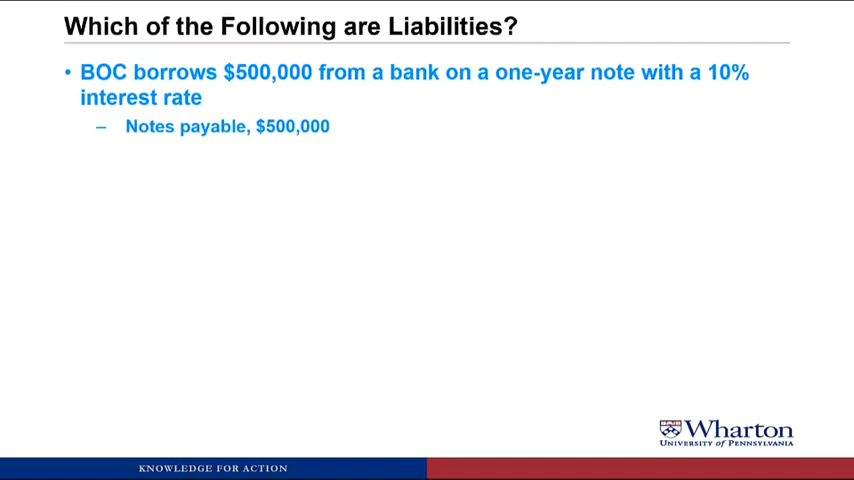 Which of the Following are Liabilities?
• BOC borrows $500,000 from a bank on a one-year note with a 10%
interest rate
– Notes payable, $500,000
Wharton
UNIVERSITY of PENNSYLVANIA
KNOWLEDGE FOR ACTION